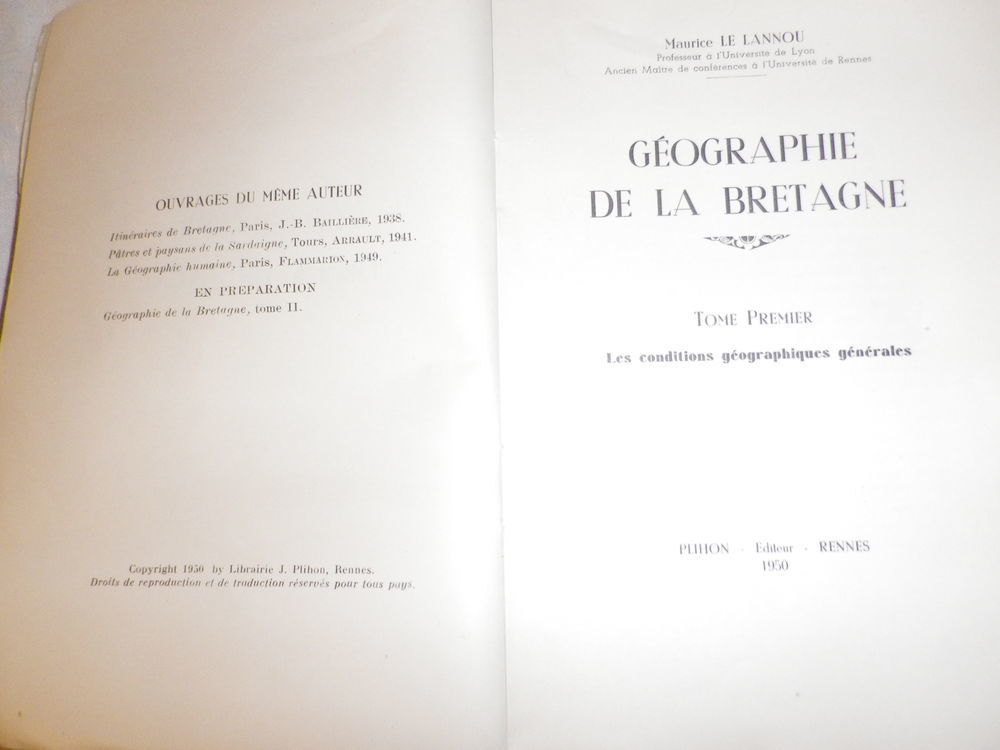 OUVRAGES DU MÊME AUTEUR
Itinéraires de Bretagne, Paris, J.-B. BAILLIÈRE, 1938.
Pâtres et paysans de la Sardaigne, Tours, ARRAULT, 1941.
La Géographie humaine, Paris, FLAMMARION, 1949.
EN PREPARATION
Géographie de la Bretagne, tome II.
Copyright 1950 by Librairie J. Plihon, Rennes.
Droits de reproduction et de traduction réservés pour tous pays.
Maurice LE LANNOU
Professeur à l'Université de Lyon
Ancien Maître de conférences à l'Université de Rennes
GÉOGRAPHIE
DE LA BRETAGNE
TOME PREMIER
Les conditions géographiques générales
PLIHON - Editeur - RENNES
1950